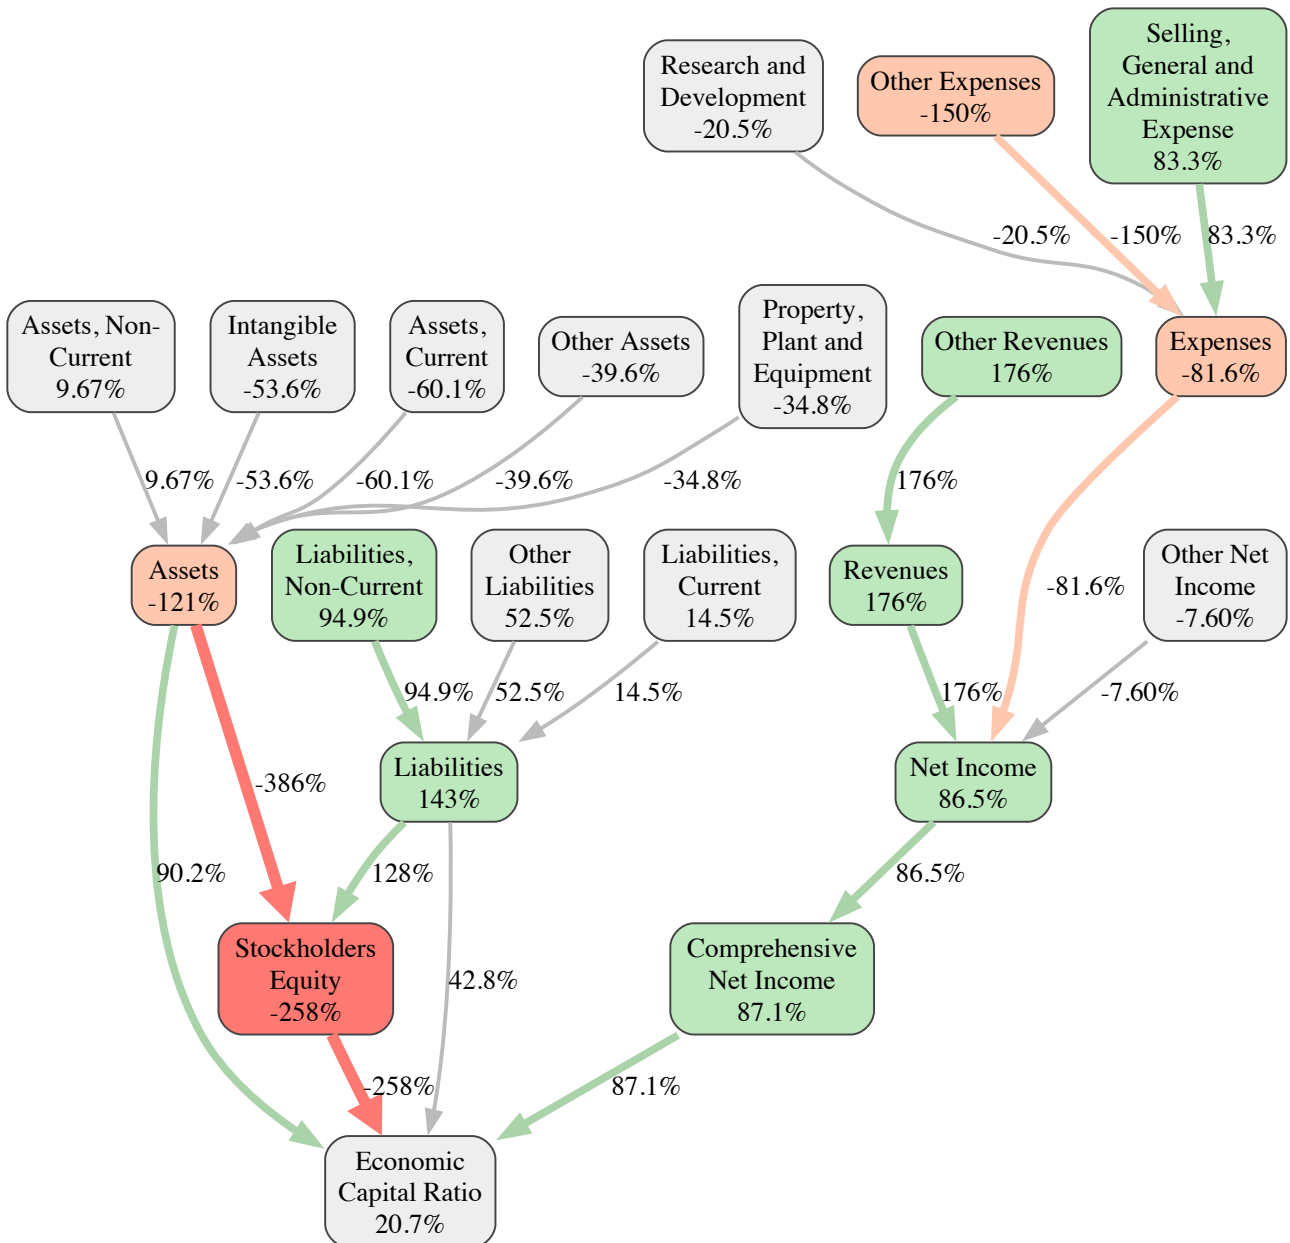 Research and
Development
-20.5%
Other Expenses
-150%
Selling,
General and
Administrative
Expense
83.3%
-20.5%
-150%
83.3%
Assets, Non-
Current
9.67%
Intangible
Assets
-53.6%
Assets,
Current
-60.1%
Other Assets
-39.6%
Property,
Plant and
Equipment
-34.8%
Other Revenues
176%
Expenses
-81.6%
9.67%
-53.6%
-60.1%
-39.6%
-34.8%
176%
Assets
-121%
Liabilities,
Non-Current
94.9%
Other
Liabilities
52.5%
Liabilities,
Current
14.5%
Revenues
176%
-81.6%
Other Net
Income
-7.60%
94.9%
52.5%
14.5%
176%
-7.60%
-386%
Liabilities
143%
Net Income
86.5%
90.2%
128%
86.5%
Stockholders
Equity
-258%
42.8%
Comprehensive
Net Income
87.1%
-258%
87.1%
Economic
Capital Ratio
20.7%